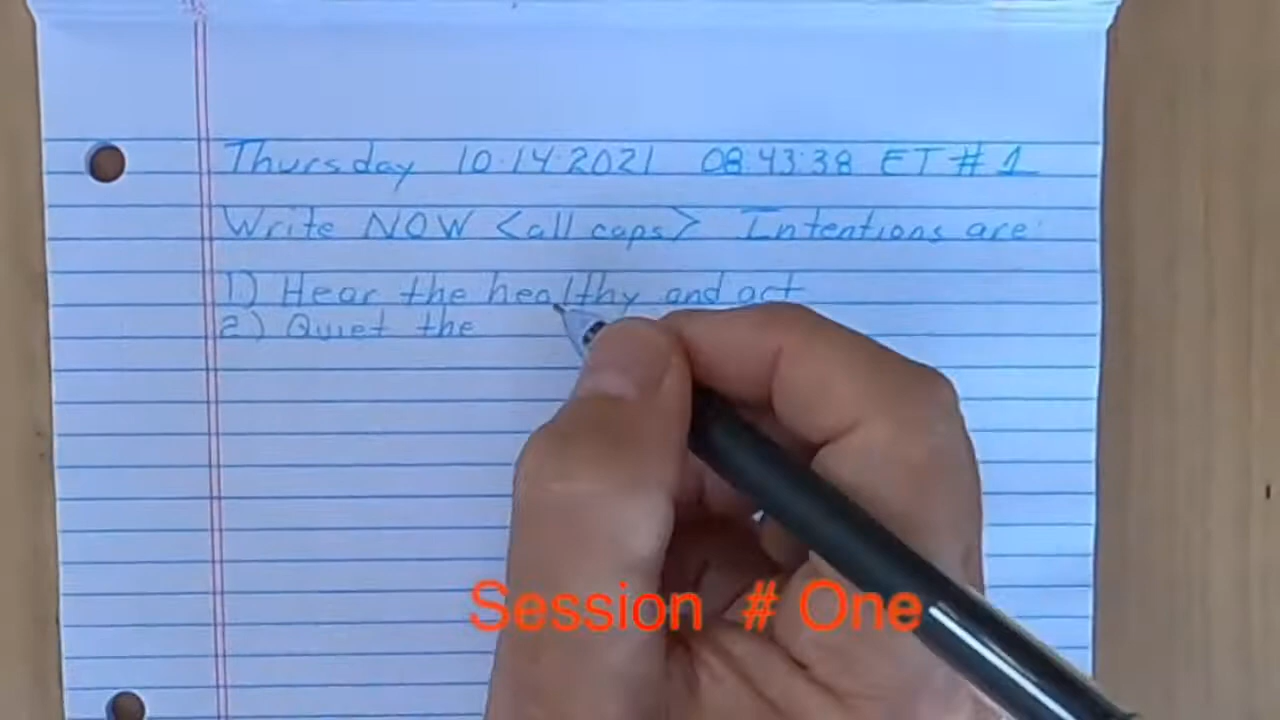 Thursday 10.14.2021 08.43.38 ET # 1
Write NOW <all caps> Intentions are:
1) Hear the healthy and act
2) Quiet the
Session # One